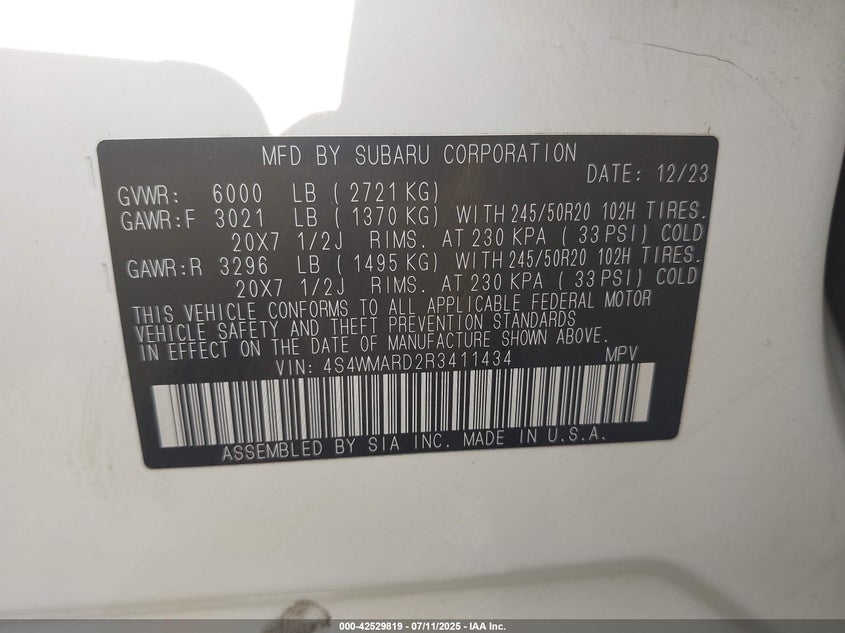 MFD BY SUBARU CORPORATION
DATE: 12/23
GVWR: 6000 LB (2721 KG)
GAWR:F 3021 LB (1370 KG) WITH 245/50R20 102H TIRES.
20X7 1/2J RIMS. AT 230 KPA (33 PSI) COLD
GAWR:R 3296 LB (1495 KG) WITH 245/50R20 102H TIRES.
20X7 1/2J RIMS. AT 230 KPA (33 PSI) COLD
THIS VEHICLE CONFORMS TO ALL APPLICABLE FEDERAL MOTOR
VEHICLE SAFETY AND THEFT PREVENTION STANDARDS
IN EFFECT ON THE DATE OF MANUFACTURE SHOWN ABOVE.
VIN: 4S4WMARD2R3411434 MPV
ASSEMBLED BY SIA INC. MADE IN U.S.A.
000-42529819 - 07/11/2025 - IAA Inc.